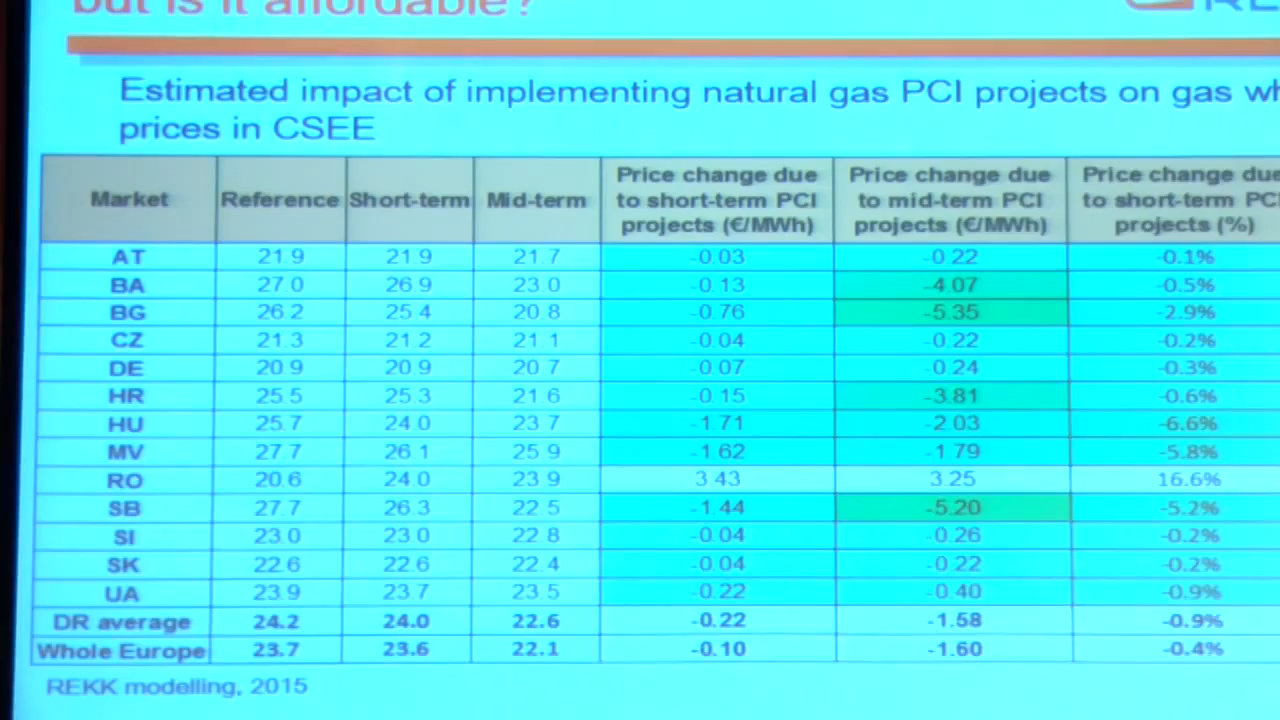 but is it affordable?
Estimated impact of implementing natural gas PCI projects on gas
prices in CSEE
Market Reference Short-term Mid-term Price change due to short-term PCI projects (€/MWh) Price change due to mid-term PCI projects (€/MWh) Price change due to short-term PCI projects (%)
AT 21.9 21.9 21.7 -0.03 -0.22 -0.1%
BA 27.0 26.9 23.0 -0.13 -4.07 -0.5%
BG 26.2 25.4 20.8 -0.76 -5.35 -2.9%
CZ 21.3 21.2 21.1 -0.04 -0.22 -0.2%
DE 20.9 20.9 20.7 -0.07 -0.24 -0.3%
HR 25.5 25.3 21.6 -0.15 -3.81 -0.6%
HU 25.7 24.0 23.7 -1.71 -2.03 -6.6%
MV 27.7 26.1 25.9 -1.62 -1.79 -5.8%
RO 20.6 24.0 23.9 3.43 3.25 16.6%
SB 27.7 26.3 22.5 -1.44 -5.20 -5.2%
SI 23.0 23.0 22.8 -0.04 -0.26 -0.2%
SK 22.6 22.6 22.4 -0.04 -0.22 -0.2%
UA 23.9 23.7 23.5 -0.22 -0.40 -0.9%
DR average 24.2 24.0 22.6 -0.22 -1.58 -0.9%
Whole Europe 23.7 23.6 22.1 -0.10 -1.60 -0.4%
REKK modelling, 2015